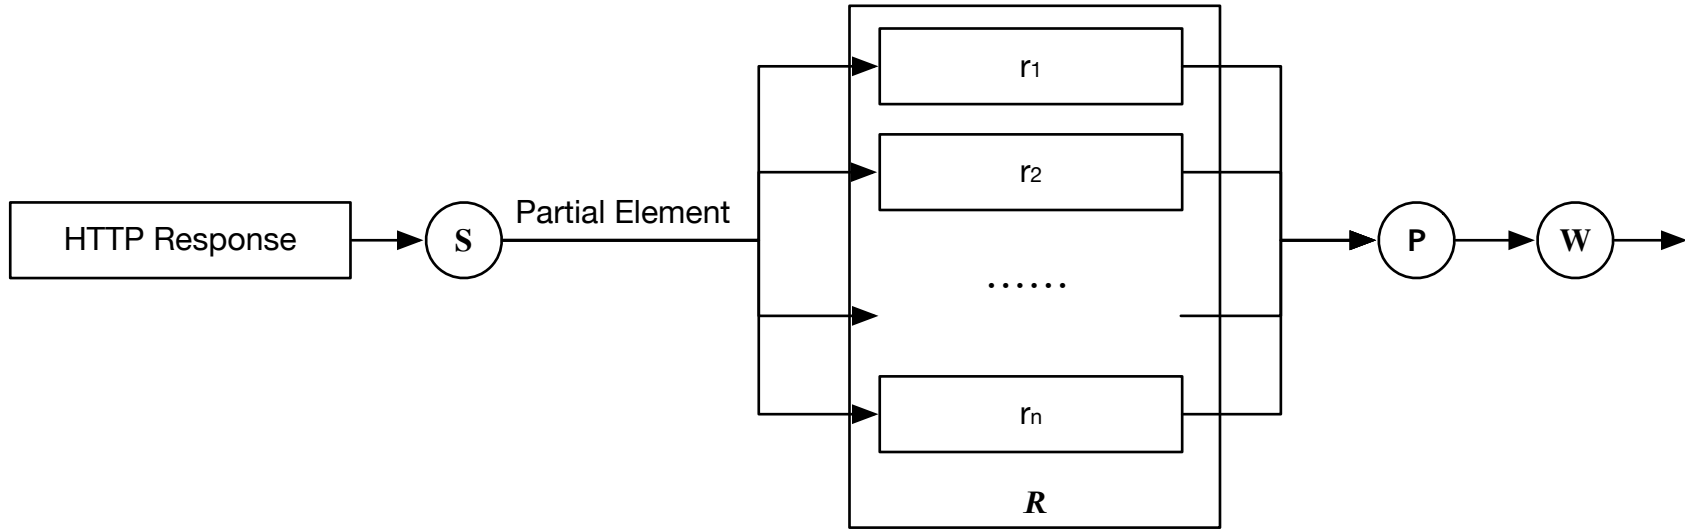 r1
r2
HTTP Response
S
Partial Element
P
W
......
rn
R